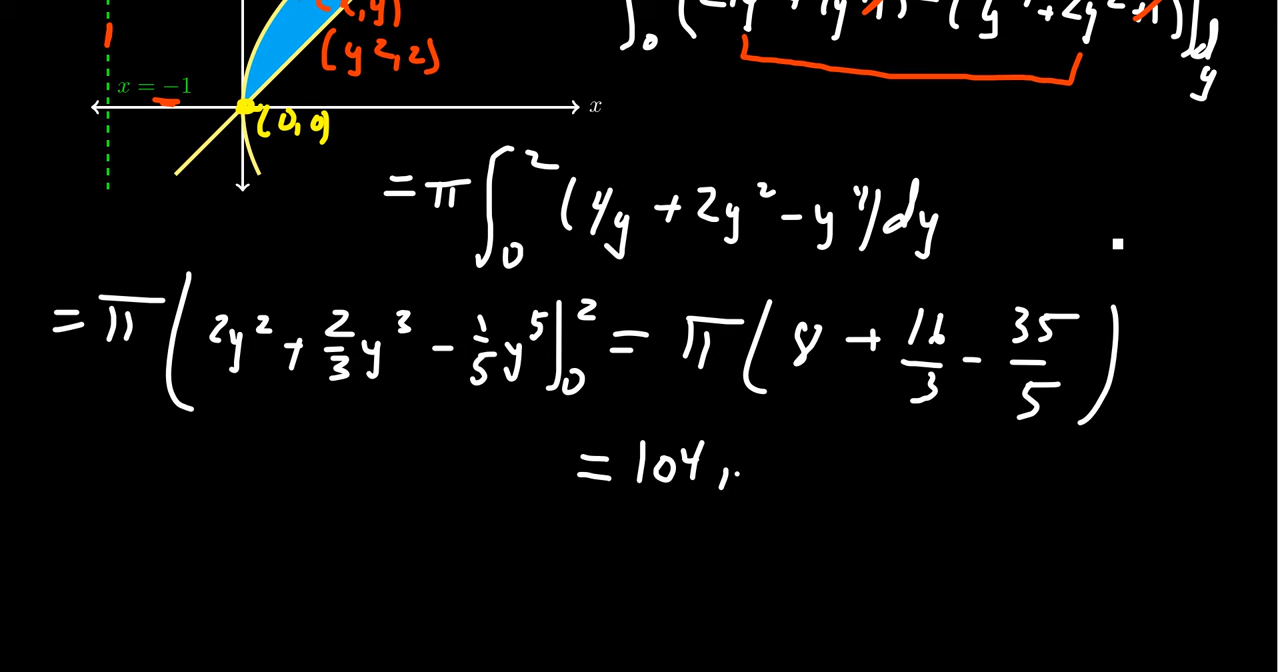 (x,y)
(y2,2)
x = −1
x
(0,0)
= π ∫₀² (4y + 2y² − y⁴) dy
= π ( 2y² + 2/3 y³ − 1/5 y⁵ |₀² = π ( 8 + 16/3 − 35/5 )
= 104,